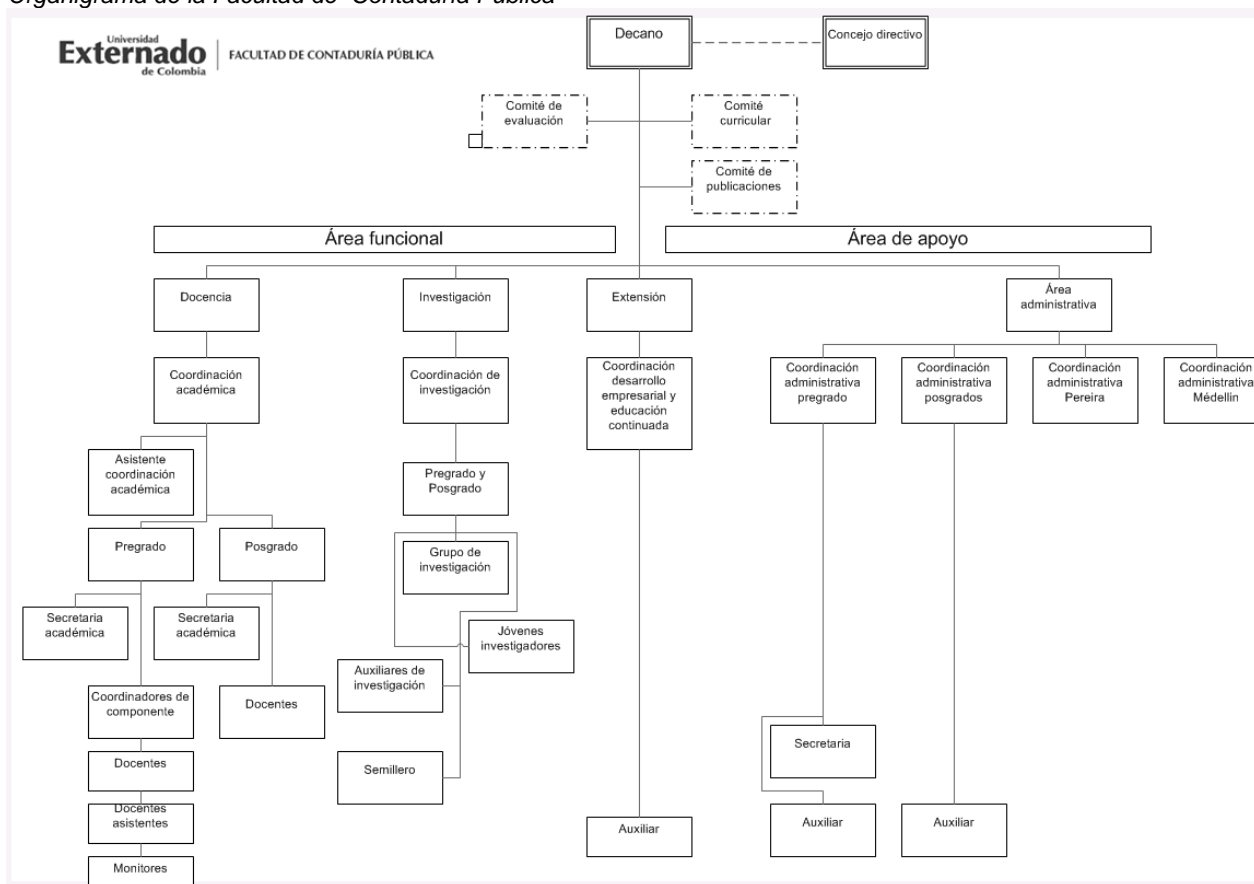 Organigrama de la Facultad de Contaduría Pública
Universidad
Externado
de Colombia
FACULTAD DE CONTADURÍA PÚBLICA
Decano
Concejo directivo
Comité de
evaluación
Comité
curricular
Comité de
publicaciones
Área funcional
Área de apoyo
Docencia
Investigación
Extensión
Área
administrativa
Coordinación
académica
Coordinación de
investigación
Coordinación
desarrollo
empresarial y
educación
continuada
Coordinación
administrativa
pregrado
Coordinación
administrativa
posgrados
Coordinación
administrativa
Pereira
Coordinación
administrativa
Médellin
Asistente
coordinación
académica
Pregrado y
Posgrado
Pregrado
Posgrado
Grupo de
investigación
Secretaria
académica
Secretaria
académica
Jóvenes
investigadores
Auxiliares de
investigación
Coordinadores de
componente
Docentes
Secretaria
Docentes
Semillero
Docentes
asistentes
Auxiliar
Auxiliar
Auxiliar
Monitores